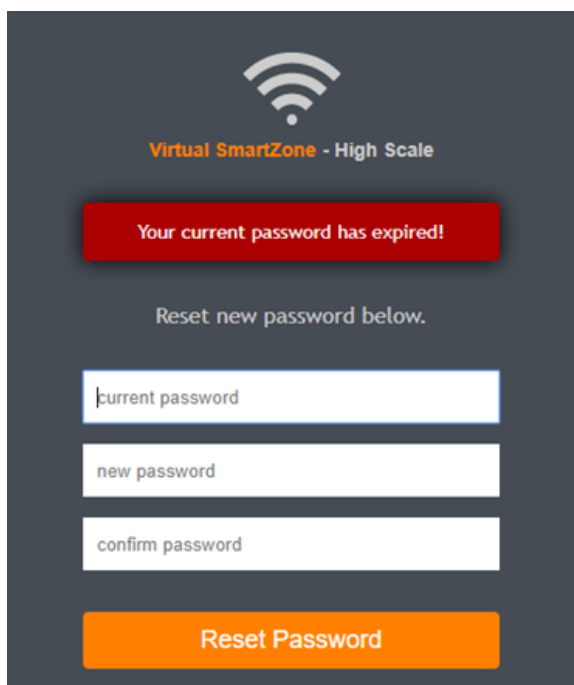 Virtual SmartZone - High Scale
Your current password has expired!
Reset new password below.
current password
new password
confirm password
Reset Password